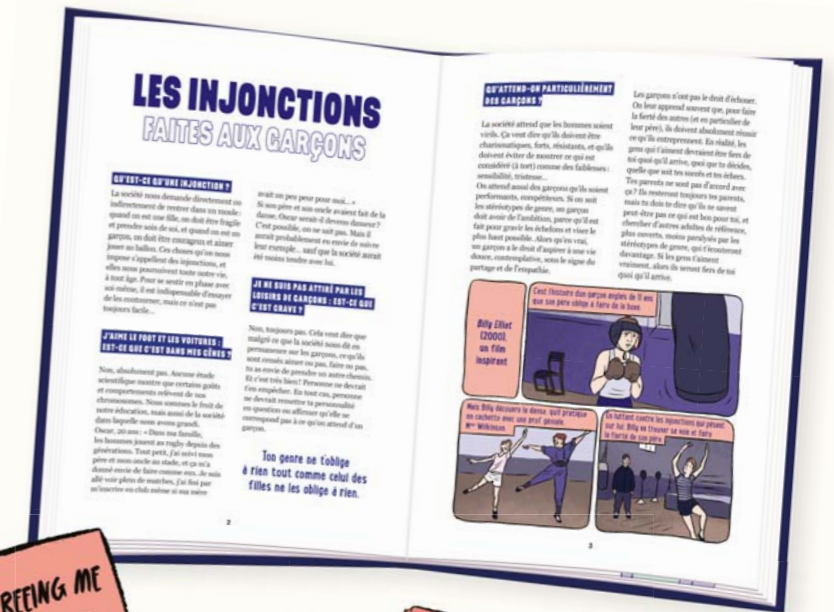 LES INJONCTIONS
FAITES AUX GARÇONS
QU'EST-CE QU'UNE INJONCTION ?
La société nous demande directement ou
indirectement de rentrer dans un moule :
quand on est une fille, on doit être fragile
et prendre soin de soi, et quand on est un
garçon, on doit être courageux et aimer
jouer au ballon. Ces choses qu'on nous
impose s'appellent des injonctions, et
elles nous poursuivent toute notre vie,
à tout âge. Pour se sentir en phase avec
soi-même, il est indispensable d'essayer
de les contourner, mais ce n'est pas
toujours facile...
J'AIME LE FOOT ET LES VOITURES :
EST-CE QUE C'EST DANS MES GÈNES ?
Non, absolument pas. Aucune étude
scientifique montre que certains goûts
et comportements relèvent de nos
chromosomes. Nous sommes le fruit de
notre éducation, mais aussi de la société
dans laquelle nous avons grandi.
Oscar, 20 ans : « Dans ma famille,
les hommes jouent au rugby depuis des
générations. Tout petit, j'ai suivi mon
père et mon oncle au stade, et ça m'a
donné envie de faire comme eux. Je suis
allé voir plein de matches, j'ai fini par
m'inscrire en club même si ma mère
avait un peu peur pour moi... »
Si son père et son oncle avaient fait de la
danse, Oscar serait-il devenu danseur ?
C'est possible, on ne sait pas. Mais il
aurait probablement eu envie de suivre
leur exemple... sauf que la société aurait
été moins tendre avec lui.
JE NE SUIS PAS ATTIRÉ PAR LES
LOISIRS DE GARÇONS : EST-CE QUE
C'EST GRAVE ?
Non, toujours pas. Cela veut dire que
malgré ce que la société nous dit en
permanence sur les garçons, ce qu'ils
sont censés aimer ou pas, faire ou pas,
tu as envie de prendre un autre chemin.
Et c'est très bien ! Personne ne devrait
t'en empêcher. En tout cas, personne
ne devrait remettre ta personnalité
en question ou affirmer qu'elle ne
correspond pas à ce qu'on attend d'un
garçon.
Ton genre ne t'oblige
à rien tout comme celui des
filles ne les oblige à rien.
2
QU'ATTEND-ON PARTICULIÈREMENT
DES GARÇONS ?
La société attend que les hommes soient
virils. Ça veut dire qu'ils doivent être
charismatiques, forts, résistants, et qu'ils
doivent éviter de montrer ce qui est
considéré (à tort) comme des faiblesses :
sensibilité, tristesse...
On attend aussi des garçons qu'ils soient
performants, compétiteurs. Si on suit
les stéréotypes de genre, un garçon
doit avoir de l'ambition, parce qu'il est
fait pour gravir les échelons et viser le
plus haut possible. Alors qu'en vrai,
un garçon a le droit d'aspirer à une vie
douce, contemplative, sous le signe du
partage et de l'empathie.
Les garçons n'ont pas le droit d'échouer.
On leur apprend souvent que, pour faire
la fierté des autres (et en particulier de
leur père), ils doivent absolument réussir
ce qu'ils entreprennent. En réalité, les
gens qui t'aiment devraient être fiers de
toi quoi qu'il arrive, quoi que tu décides,
quelle que soit tes succès et tes échecs.
Tes parents ne sont pas d'accord avec
ça ? Ils resteront toujours tes parents,
mais tu dois te dire qu'ils ne savent
peut-être pas ce qui est bon pour toi, et
chercher d'autres adultes de référence,
plus ouverts, moins paralysés par les
stéréotypes de genre, qui t'écouteront
davantage. Si les gens t'aiment
vraiment, alors ils seront fiers de toi
quoi qu'il arrive.
Billy Elliot
(2000),
un film
inspirant
C'est l'histoire d'un garçon anglais de 11 ans
que son père oblige à faire de la boxe.
Mais Billy découvre la danse, qu'il pratique
en cachette avec une prof géniale,
Mme Wilkinson.
En luttant contre les injonctions qui pèsent
sur lui, Billy va trouver sa voie et faire
la fierté de son père.
3
REEING ME